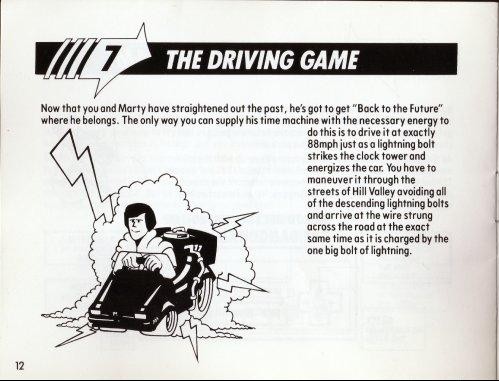 7 THE DRIVING GAME
Now that you and Marty have straightened out the past, he's got to get "Back to the Future"
where he belongs. The only way you can supply his time machine with the necessary energy to
do this is to drive it at exactly
88mph just as a lightning bolt
strikes the clock tower and
energizes the car. You have to
maneuver it through the
streets of Hill Valley avoiding all
of the descending lightning bolts
and arrive at the wire strung
across the road at the exact
same time as it is charged by the
one big bolt of lightning.
12